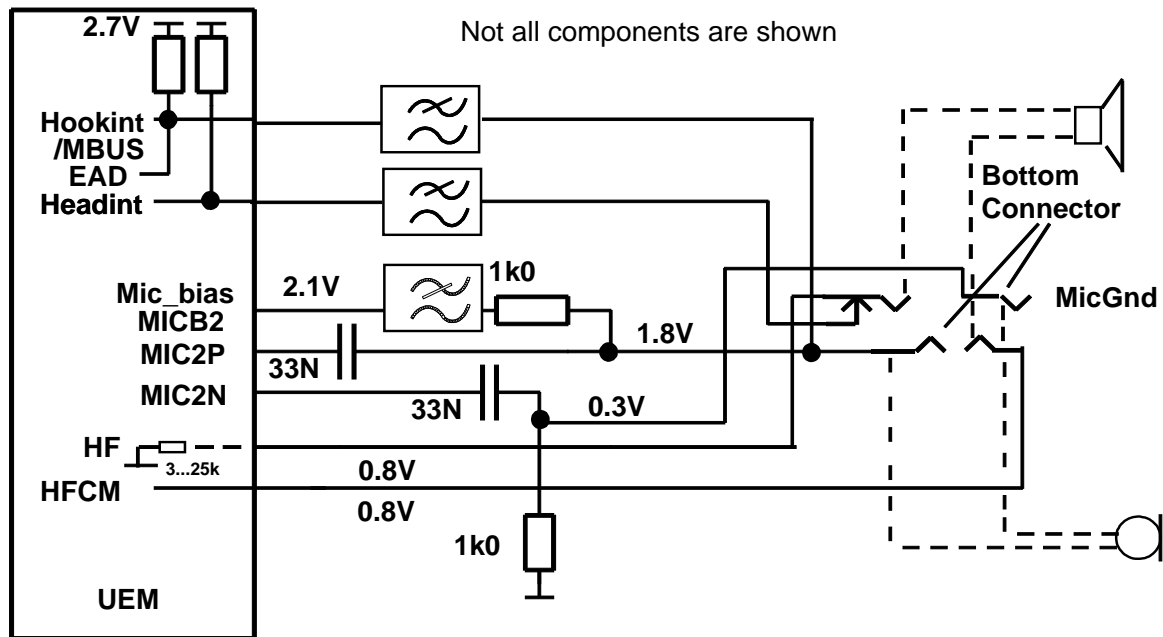 2.7V
Not all components are shown
Hookint
/MBUS
EAD
Headint
Bottom
Connector
1k0
Mic_bias
2.1V
MicGnd
MICB2
1.8V
MIC2P
33N
MIC2N
33N
0.3V
HF
3...25k
0.8V
HFCM
0.8V
1k0
UEM